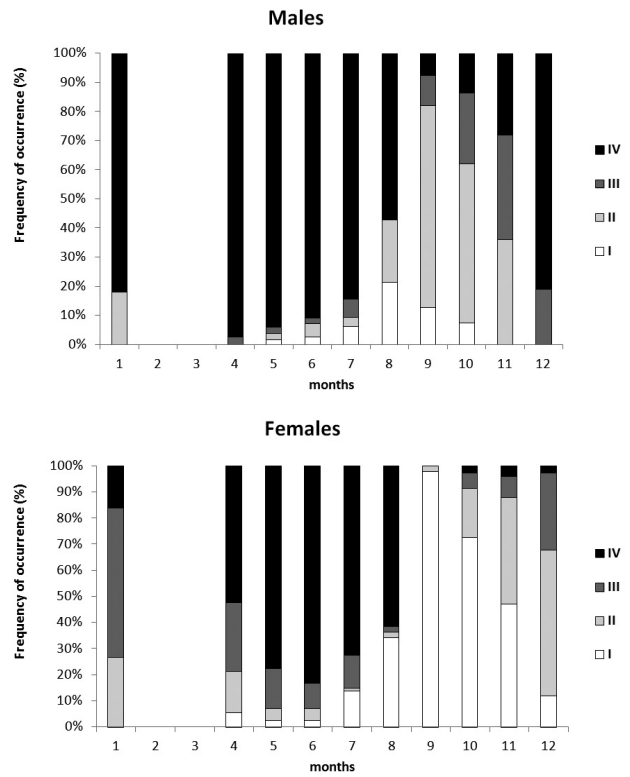 Males
100%
90%
80%
70%
60%
50%
40%
30%
20%
10%
0%
Frequency of occurrence (%)
1 2 3 4 5 6 7 8 9 10 11 12
months
IV
III
II
I
Females
100%
90%
80%
70%
60%
50%
40%
30%
20%
10%
0%
Frequency of occurrence (%)
1 2 3 4 5 6 7 8 9 10 11 12
months
IV
III
II
I